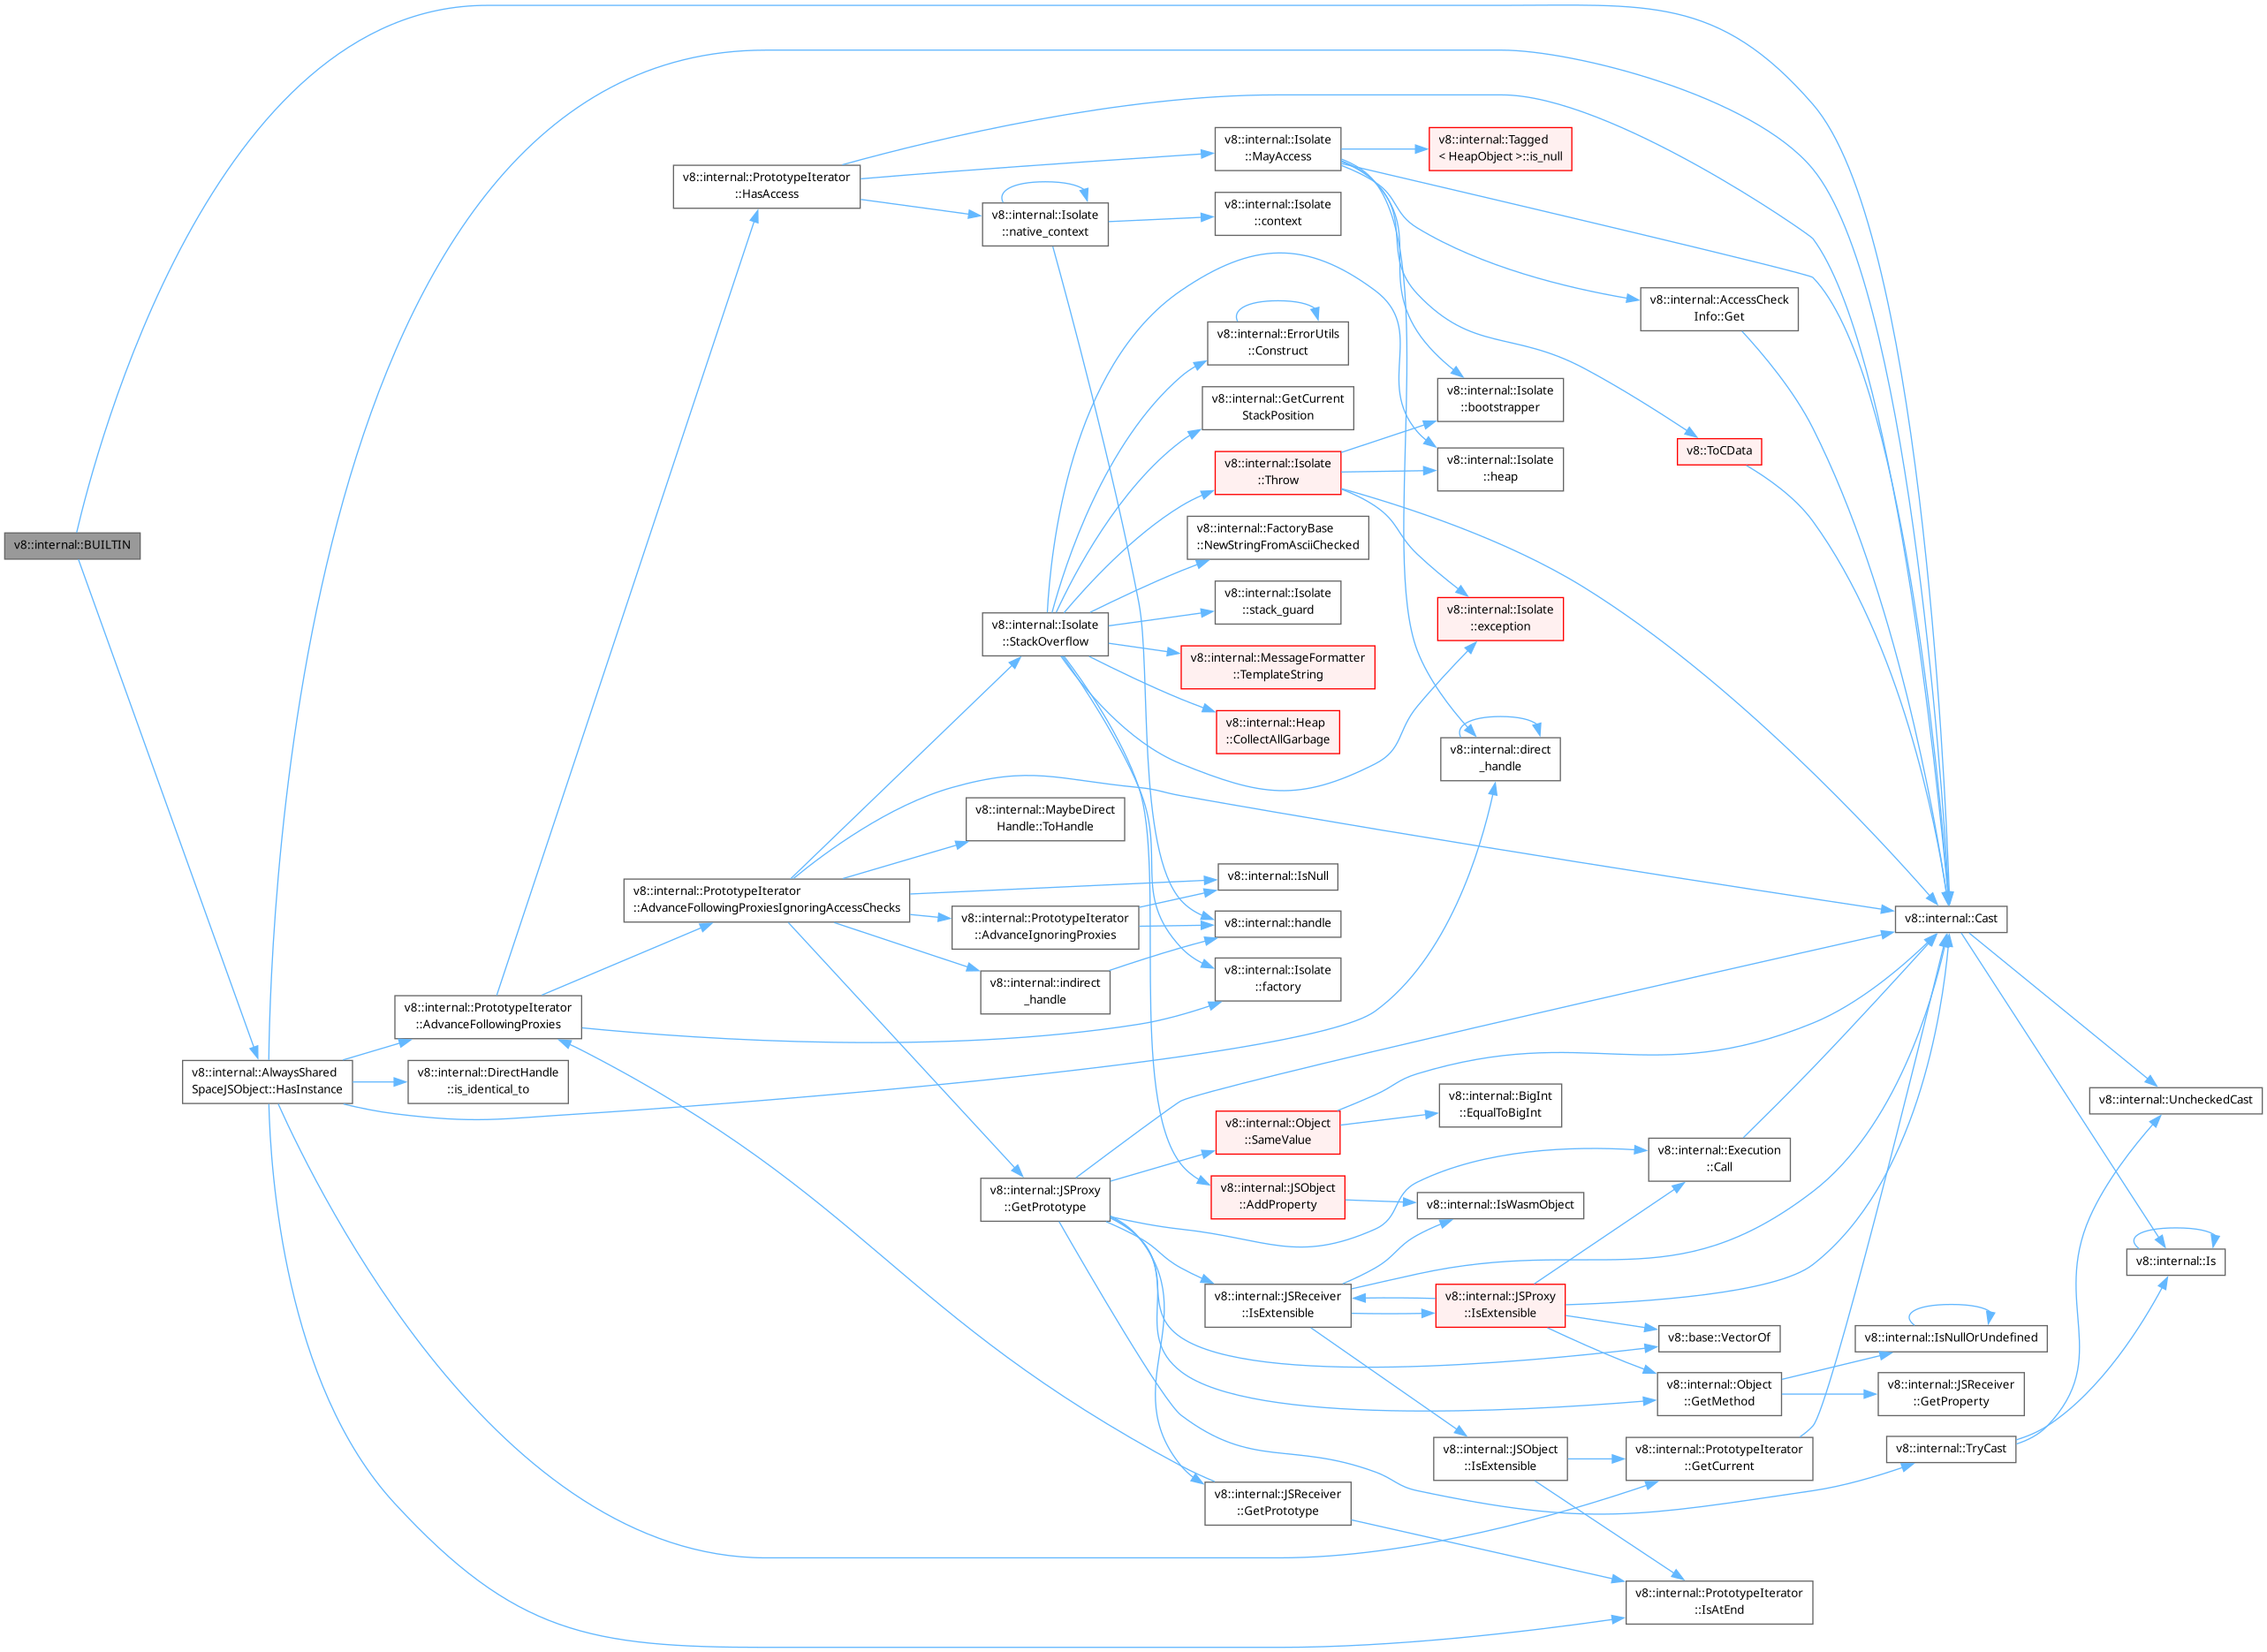 v8::internal::BUILTIN
v8::internal::AlwaysShared
SpaceJSObject::HasInstance
v8::internal::PrototypeIterator
::AdvanceFollowingProxies
v8::internal::DirectHandle
::is_identical_to
v8::internal::PrototypeIterator
::HasAccess
v8::internal::PrototypeIterator
::AdvanceFollowingProxiesIgnoringAccessChecks
v8::internal::Isolate
::native_context
v8::internal::Isolate
::StackOverflow
v8::internal::MaybeDirect
Handle::ToHandle
v8::internal::PrototypeIterator
::AdvanceIgnoringProxies
v8::internal::indirect
_handle
v8::internal::JSProxy
::GetPrototype
v8::internal::Isolate
::MayAccess
v8::internal::Isolate
::context
v8::internal::ErrorUtils
::Construct
v8::internal::GetCurrent
StackPosition
v8::internal::Isolate
::Throw
v8::internal::FactoryBase
::NewStringFromAsciiChecked
v8::internal::Isolate
::stack_guard
v8::internal::MessageFormatter
::TemplateString
v8::internal::Heap
::CollectAllGarbage
v8::internal::IsNull
v8::internal::handle
v8::internal::Isolate
::factory
v8::internal::Object
::SameValue
v8::internal::JSObject
::AddProperty
v8::internal::JSReceiver
::IsExtensible
v8::internal::JSReceiver
::GetPrototype
v8::internal::Tagged
< HeapObject >::is_null
v8::internal::Isolate
::bootstrapper
v8::internal::Isolate
::heap
v8::internal::Isolate
::exception
v8::internal::direct
_handle
v8::internal::BigInt
::EqualToBigInt
v8::internal::IsWasmObject
v8::internal::JSProxy
::IsExtensible
v8::internal::JSObject
::IsExtensible
v8::internal::AccessCheck
Info::Get
v8::ToCData
v8::internal::Execution
::Call
v8::base::VectorOf
v8::internal::Object
::GetMethod
v8::internal::PrototypeIterator
::GetCurrent
v8::internal::PrototypeIterator
::IsAtEnd
v8::internal::Cast
v8::internal::IsNullOrUndefined
v8::internal::JSReceiver
::GetProperty
v8::internal::TryCast
v8::internal::UncheckedCast
v8::internal::Is